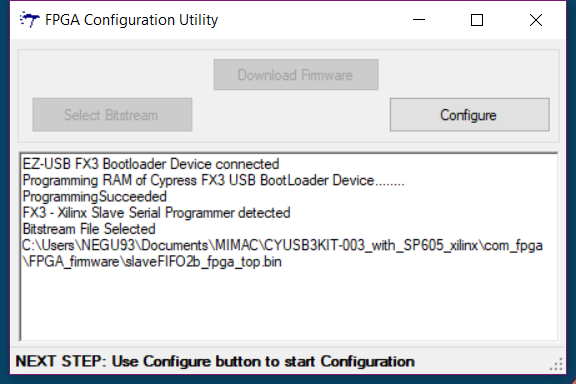 FPGA Configuration Utility
Download Firmware
Select Bitstream
Configure
EZ-USB FX3 Bootloader Device connected
Programming RAM of Cypress FX3 USB BootLoader Device........
ProgrammingSucceeded
FX3 - Xilinx Slave Serial Programmer detected
Bitstream File Selected
C:\Users\NEGU93\Documents\MIMAC\CYUSB3KIT-003_with_SP605_xilinx\com_fpga
\FPGA_firmware\slaveFIFO2b_fpga_top.bin
NEXT STEP: Use Configure button to start Configuration